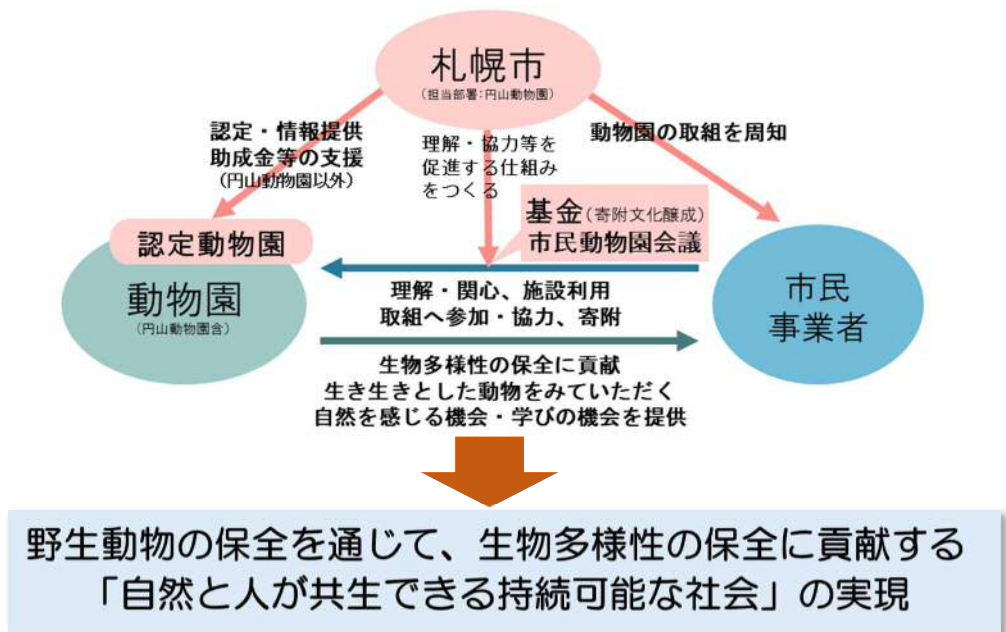 札幌市
(担当部署:円山動物園)
認定・情報提供
助成金等の支援
(円山動物園以外)
理解・協力等を
促進する仕組み
をつくる
動物園の取組を周知
基金(寄附文化醸成)
市民動物園会議
認定動物園
動物園
(円山動物園含)
市民
事業者
理解・関心、施設利用
取組へ参加・協力、寄附
生物多様性の保全に貢献
生き生きとした動物をみていただく
自然を感じる機会・学びの機会を提供
野生動物の保全を通じて、生物多様性の保全に貢献する
「自然と人が共生できる持続可能な社会」の実現